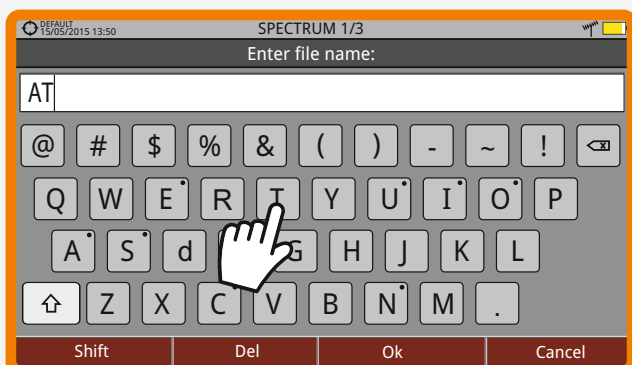 DEFAULT
15/05/2015 13:50 SPECTRUM 1/3
Enter file name:
AT
@ # $ % & ( ) - ~ !
Q W E R T Y U I O P
A S d G H J K L
Z X C V B N M .
Shift Del Ok Cancel